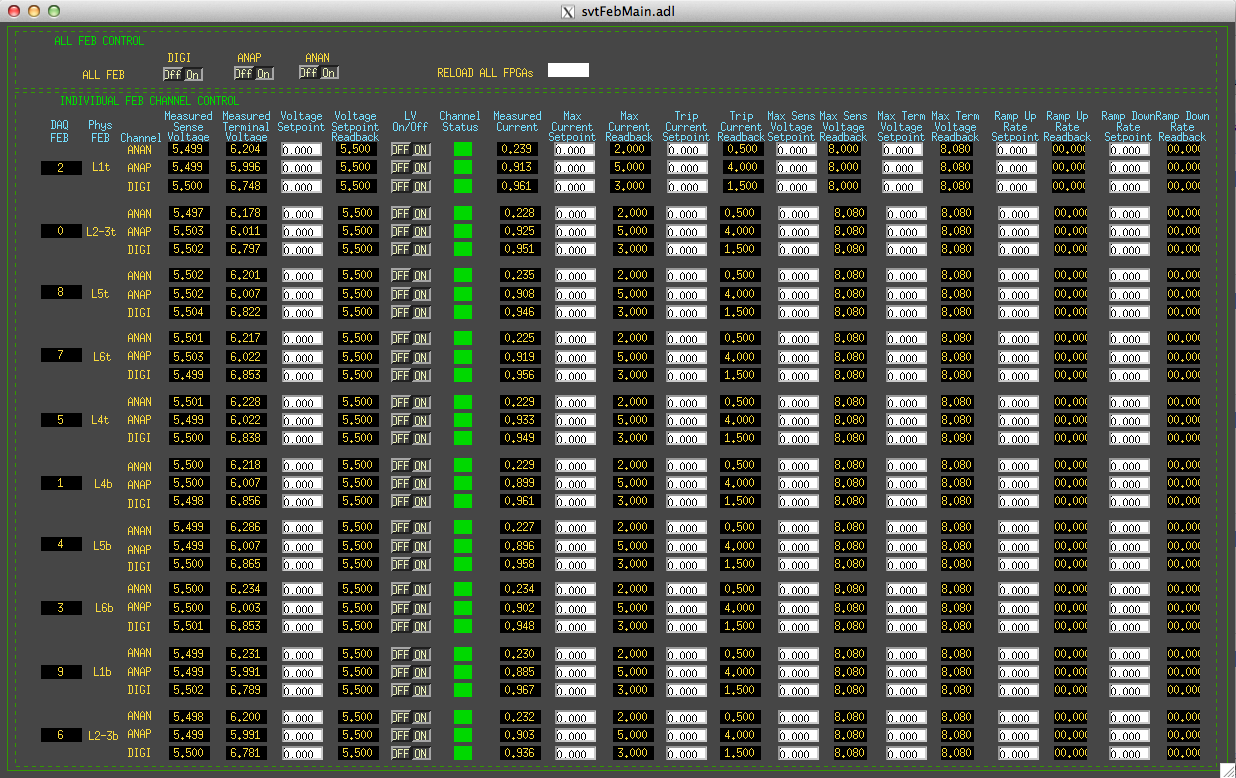 svtFebMain.adl
ALL FEB CONTROL
DIGI ANAP ANAN
ALL FEB Off On Off On Off On RELOAD ALL FPGAs
INDIVIDUAL FEB CHANNEL CONTROL
DAQ FEB Phys FEB Channel Measured Sense Voltage Measured Terminal Voltage Voltage Setpoint Voltage Setpoint Readback LV On/Off Channel Status Measured Current Max Current Setpoint Max Current Readback Trip Current Setpoint Trip Current Readback Max Sens Voltage Setpoint Max Sens Voltage Readback Max Term Voltage Setpoint Max Term Voltage Readback Ramp Up Rate Setpoint Ramp Up Rate Readback Ramp Down Rate Setpoint Ramp Down Rate Readback
ANAN 5.499 6.204 0.000 5.500 OFF ON 0.239 0.000 2.000 0.000 0.500 0.000 8.000 0.000 8.080 0.000 00.000 0.000 00.000
2 L1t ANAP 5.499 5.996 0.000 5.500 OFF ON 0.913 0.000 5.000 0.000 4.000 0.000 8.080 0.000 8.080 0.000 00.000 0.000 00.000
DIGI 5.500 6.748 0.000 5.500 OFF ON 0.961 0.000 3.000 0.000 1.500 0.000 8.000 0.000 8.080 0.000 00.000 0.000 00.000
ANAN 5.497 6.178 0.000 5.500 OFF ON 0.228 0.000 2.000 0.000 0.500 0.000 8.080 0.000 8.080 0.000 00.000 0.000 00.000
0 L2-3t ANAP 5.503 6.011 0.000 5.500 OFF ON 0.925 0.000 5.000 0.000 4.000 0.000 8.080 0.000 8.080 0.000 00.000 0.000 00.000
DIGI 5.502 6.797 0.000 5.500 OFF ON 0.951 0.000 3.000 0.000 1.500 0.000 8.080 0.000 8.080 0.000 00.000 0.000 00.000
ANAN 5.502 6.201 0.000 5.500 OFF ON 0.235 0.000 2.000 0.000 0.500 0.000 8.080 0.000 8.080 0.000 00.000 0.000 00.000
8 L5t ANAP 5.502 6.007 0.000 5.500 OFF ON 0.908 0.000 5.000 0.000 4.000 0.000 8.080 0.000 8.080 0.000 00.000 0.000 00.000
DIGI 5.504 6.822 0.000 5.500 OFF ON 0.946 0.000 3.000 0.000 1.500 0.000 8.080 0.000 8.080 0.000 00.000 0.000 00.000
ANAN 5.501 6.217 0.000 5.500 OFF ON 0.225 0.000 2.000 0.000 0.500 0.000 8.080 0.000 8.080 0.000 00.000 0.000 00.000
7 L6t ANAP 5.503 6.022 0.000 5.500 OFF ON 0.919 0.000 5.000 0.000 4.000 0.000 8.080 0.000 8.080 0.000 00.000 0.000 00.000
DIGI 5.499 6.853 0.000 5.500 OFF ON 0.956 0.000 3.000 0.000 1.500 0.000 8.080 0.000 8.080 0.000 00.000 0.000 00.000
ANAN 5.501 6.228 0.000 5.500 OFF ON 0.229 0.000 2.000 0.000 0.500 0.000 8.080 0.000 8.080 0.000 00.000 0.000 00.000
5 L4t ANAP 5.499 6.022 0.000 5.500 OFF ON 0.933 0.000 5.000 0.000 4.000 0.000 8.080 0.000 8.080 0.000 00.000 0.000 00.000
DIGI 5.500 6.838 0.000 5.500 OFF ON 0.949 0.000 3.000 0.000 1.500 0.000 8.080 0.000 8.080 0.000 00.000 0.000 00.000
ANAN 5.500 6.218 0.000 5.500 OFF ON 0.229 0.000 2.000 0.000 0.500 0.000 8.080 0.000 8.080 0.000 00.000 0.000 00.000
1 L4b ANAP 5.500 6.007 0.000 5.500 OFF ON 0.899 0.000 5.000 0.000 4.000 0.000 8.080 0.000 8.080 0.000 00.000 0.000 00.000
DIGI 5.498 6.856 0.000 5.500 OFF ON 0.961 0.000 3.000 0.000 1.500 0.000 8.080 0.000 8.080 0.000 00.000 0.000 00.000
ANAN 5.499 6.286 0.000 5.500 OFF ON 0.227 0.000 2.000 0.000 0.500 0.000 8.080 0.000 8.080 0.000 00.000 0.000 00.000
4 L5b ANAP 5.499 6.007 0.000 5.500 OFF ON 0.896 0.000 5.000 0.000 4.000 0.000 8.080 0.000 8.080 0.000 00.000 0.000 00.000
DIGI 5.500 6.865 0.000 5.500 OFF ON 0.958 0.000 3.000 0.000 1.500 0.000 8.080 0.000 8.080 0.000 00.000 0.000 00.000
ANAN 5.500 6.234 0.000 5.500 OFF ON 0.234 0.000 2.000 0.000 0.500 0.000 8.080 0.000 8.080 0.000 00.000 0.000 00.000
3 L6b ANAP 5.500 6.003 0.000 5.500 OFF ON 0.902 0.000 5.000 0.000 4.000 0.000 8.080 0.000 8.080 0.000 00.000 0.000 00.000
DIGI 5.501 6.853 0.000 5.500 OFF ON 0.948 0.000 3.000 0.000 1.500 0.000 8.080 0.000 8.080 0.000 00.000 0.000 00.000
ANAN 5.499 6.231 0.000 5.500 OFF ON 0.230 0.000 2.000 0.000 0.500 0.000 8.080 0.000 8.080 0.000 00.000 0.000 00.000
9 L1b ANAP 5.499 5.991 0.000 5.500 OFF ON 0.885 0.000 5.000 0.000 4.000 0.000 8.080 0.000 8.080 0.000 00.000 0.000 00.000
DIGI 5.502 6.789 0.000 5.500 OFF ON 0.967 0.000 3.000 0.000 1.500 0.000 8.080 0.000 8.080 0.000 00.000 0.000 00.000
ANAN 5.498 6.200 0.000 5.500 OFF ON 0.232 0.000 2.000 0.000 0.500 0.000 8.080 0.000 8.080 0.000 00.000 0.000 00.000
6 L2-3b ANAP 5.499 5.991 0.000 5.500 OFF ON 0.903 0.000 5.000 0.000 4.000 0.000 8.080 0.000 8.080 0.000 00.000 0.000 00.000
DIGI 5.500 6.781 0.000 5.500 OFF ON 0.936 0.000 3.000 0.000 1.500 0.000 8.080 0.000 8.080 0.000 00.000 0.000 00.000